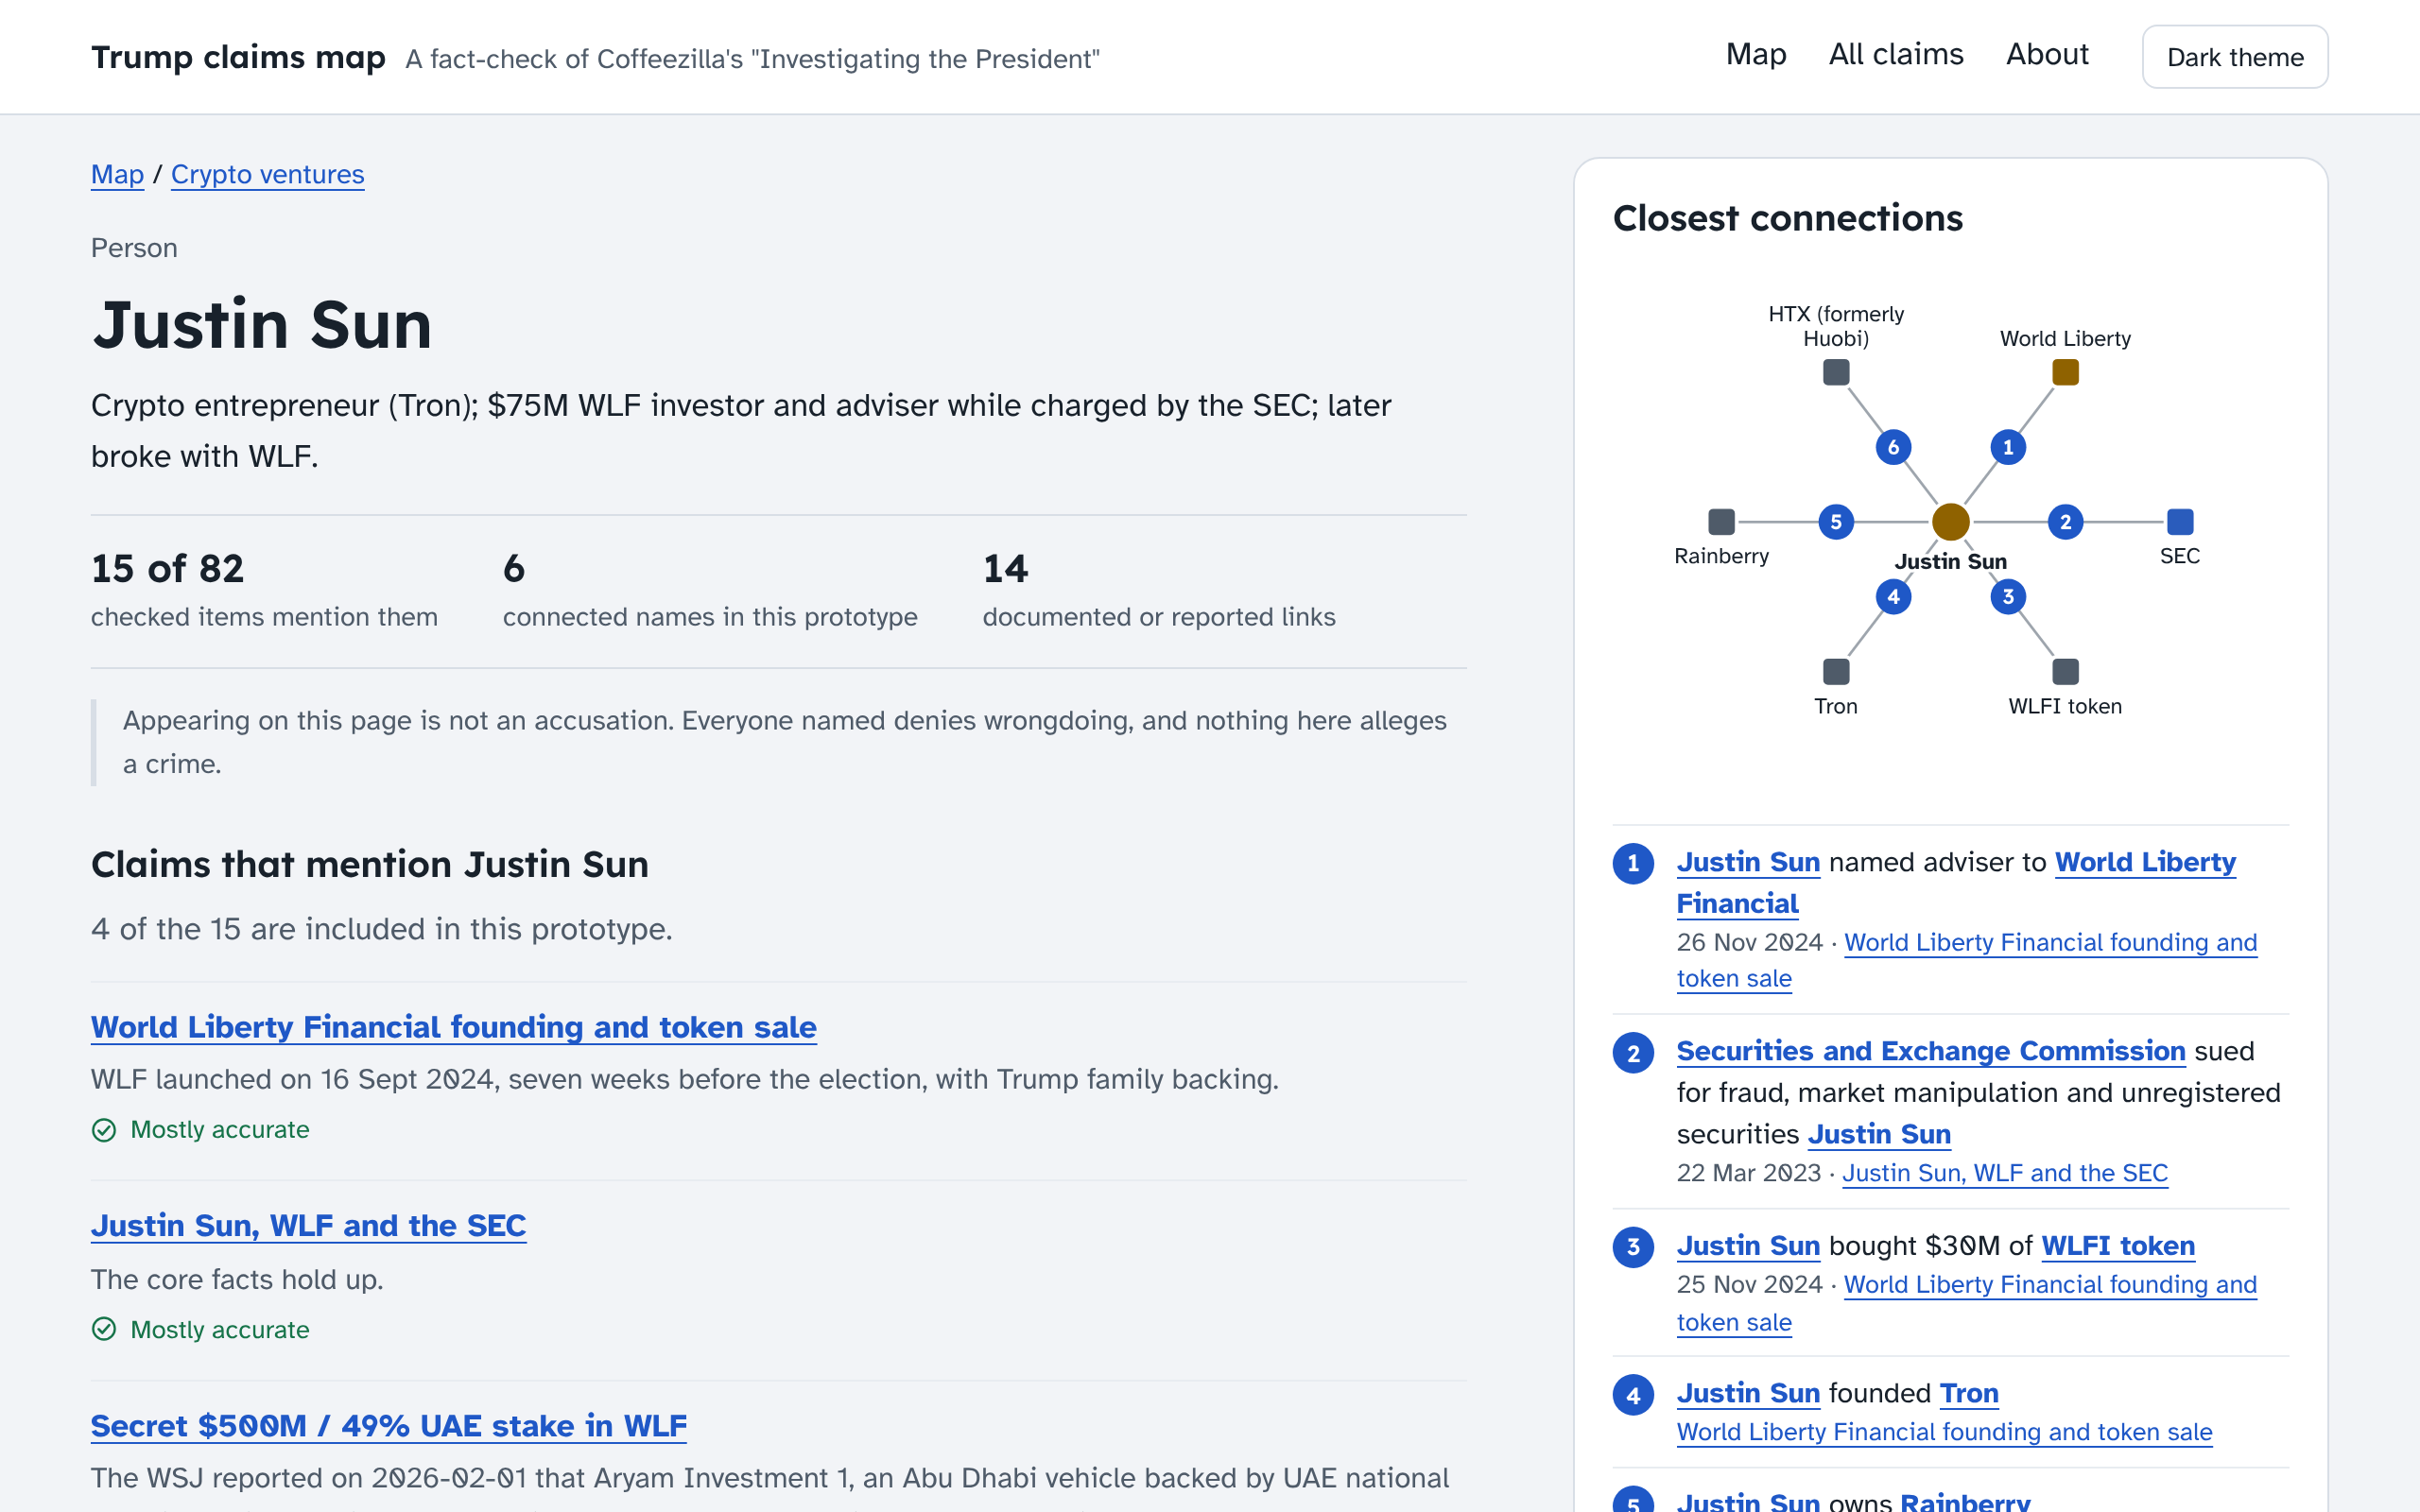 Trump claims map A fact-check of Coffeezilla's "Investigating the President"
Map All claims About Dark theme
Map / Crypto ventures
Person
Justin Sun
Crypto entrepreneur (Tron); $75M WLF investor and adviser while charged by the SEC; later
broke with WLF.
15 of 82
checked items mention them
6
connected names in this prototype
14
documented or reported links
Appearing on this page is not an accusation. Everyone named denies wrongdoing, and nothing here alleges
a crime.
Claims that mention Justin Sun
4 of the 15 are included in this prototype.
World Liberty Financial founding and token sale
WLF launched on 16 Sept 2024, seven weeks before the election, with Trump family backing.
Mostly accurate
Justin Sun, WLF and the SEC
The core facts hold up.
Mostly accurate
Secret $500M / 49% UAE stake in WLF
The WSJ reported on 2026-02-01 that Aryam Investment 1, an Abu Dhabi vehicle backed by UAE national
Closest connections
HTX (formerly
Huobi)
World Liberty
6
1
5
2
Rainberry
Justin Sun
SEC
4
3
Tron
WLFI token
1 Justin Sun named adviser to World Liberty
Financial
26 Nov 2024 · World Liberty Financial founding and
token sale
2 Securities and Exchange Commission sued
for fraud, market manipulation and unregistered
securities Justin Sun
22 Mar 2023 · Justin Sun, WLF and the SEC
3 Justin Sun bought $30M of WLFI token
25 Nov 2024 · World Liberty Financial founding and
token sale
4 Justin Sun founded Tron
World Liberty Financial founding and token sale
5 Justin Sun owns Rainberry